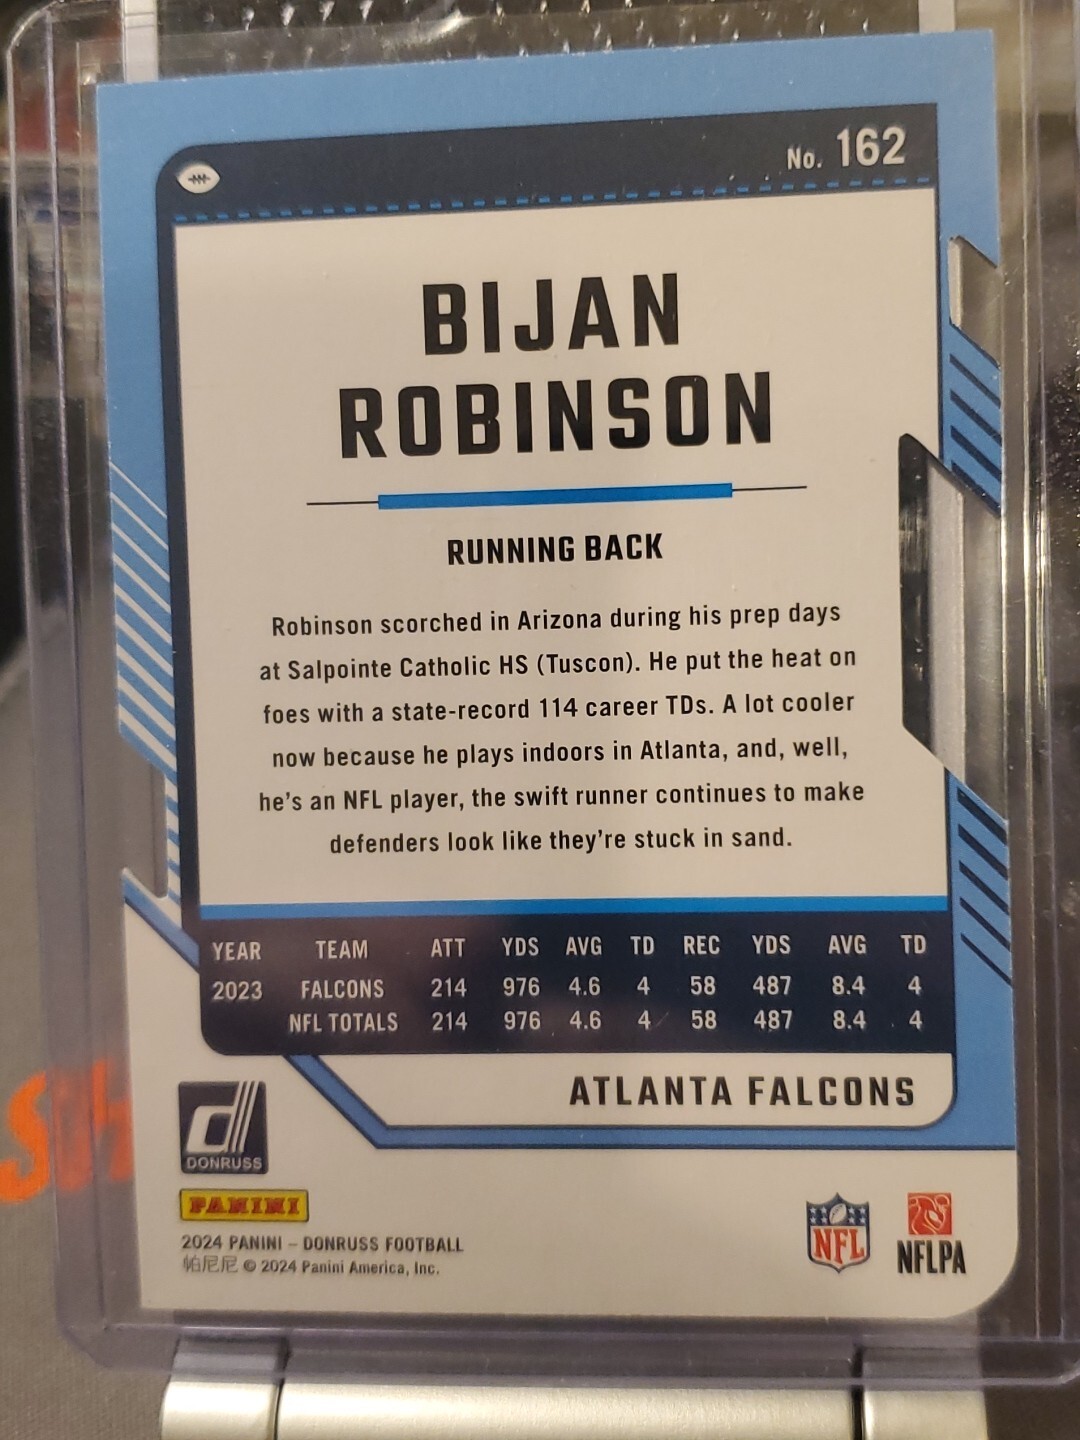 No. 162
BIJAN
ROBINSON
RUNNING BACK
Robinson scorched in Arizona during his prep days
at Salpointe Catholic HS (Tuscon). He put the heat on
foes with a state-record 114 career TDs. A lot cooler
now because he plays indoors in Atlanta, and, well,
he's an NFL player, the swift runner continues to make
defenders look like they're stuck in sand.
YEAR TEAM ATT YDS AVG TD REC YDS AVG TD
2023 FALCONS 214 976 4.6 4 58 487 8.4 4
NFL TOTALS 214 976 4.6 4 58 487 8.4 4
ATLANTA FALCONS
d
DONRUSS
PANINI
2024 PANINI – DONRUSS FOOTBALL
帕尼尼 © 2024 Panini America, Inc.
NFL
NFLPA
SH